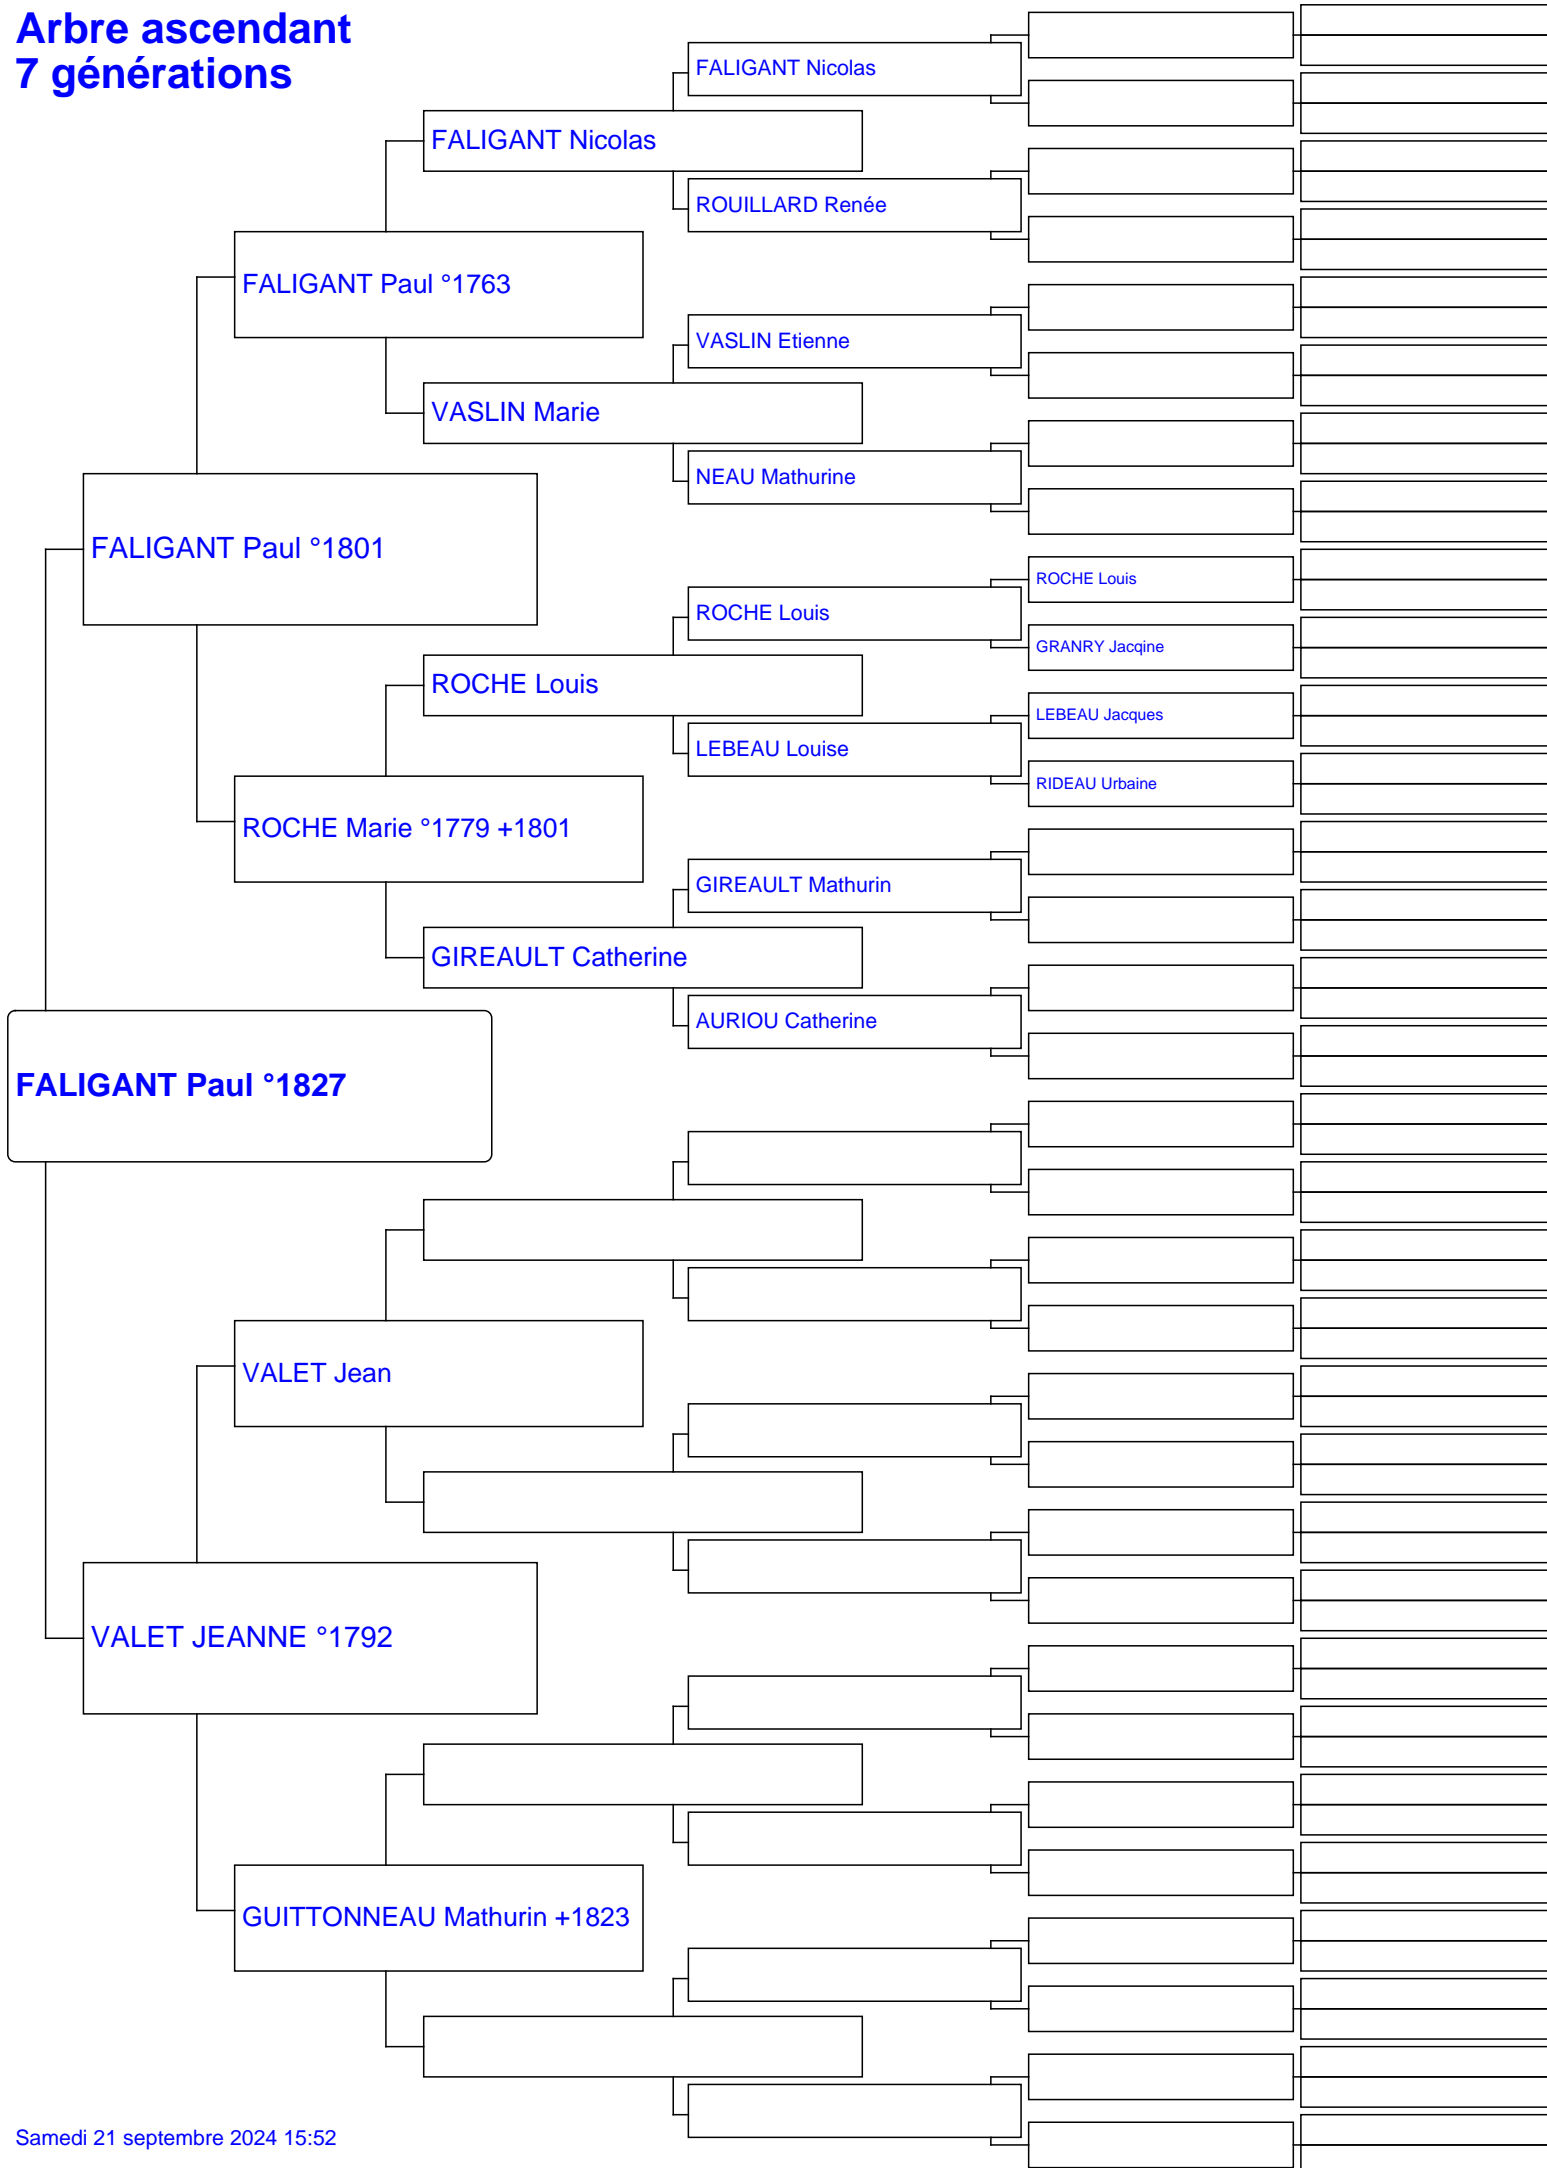 Arbre ascendant
7 générations
FALIGANT Nicolas
FALIGANT Nicolas
ROUILLARD Renée
FALIGANT Paul °1763
VASLIN Etienne
VASLIN Marie
NEAU Mathurine
FALIGANT Paul °1801
ROCHE Louis
ROCHE Louis
GRANRY Jacqine
ROCHE Louis
LEBEAU Jacques
LEBEAU Louise
RIDEAU Urbaine
ROCHE Marie °1779 +1801
GIREAULT Mathurin
GIREAULT Catherine
AURIOU Catherine
FALIGANT Paul °1827
VALET Jean
VALET JEANNE °1792
GUITTONNEAU Mathurin +1823
Samedi 21 septembre 2024 15:52